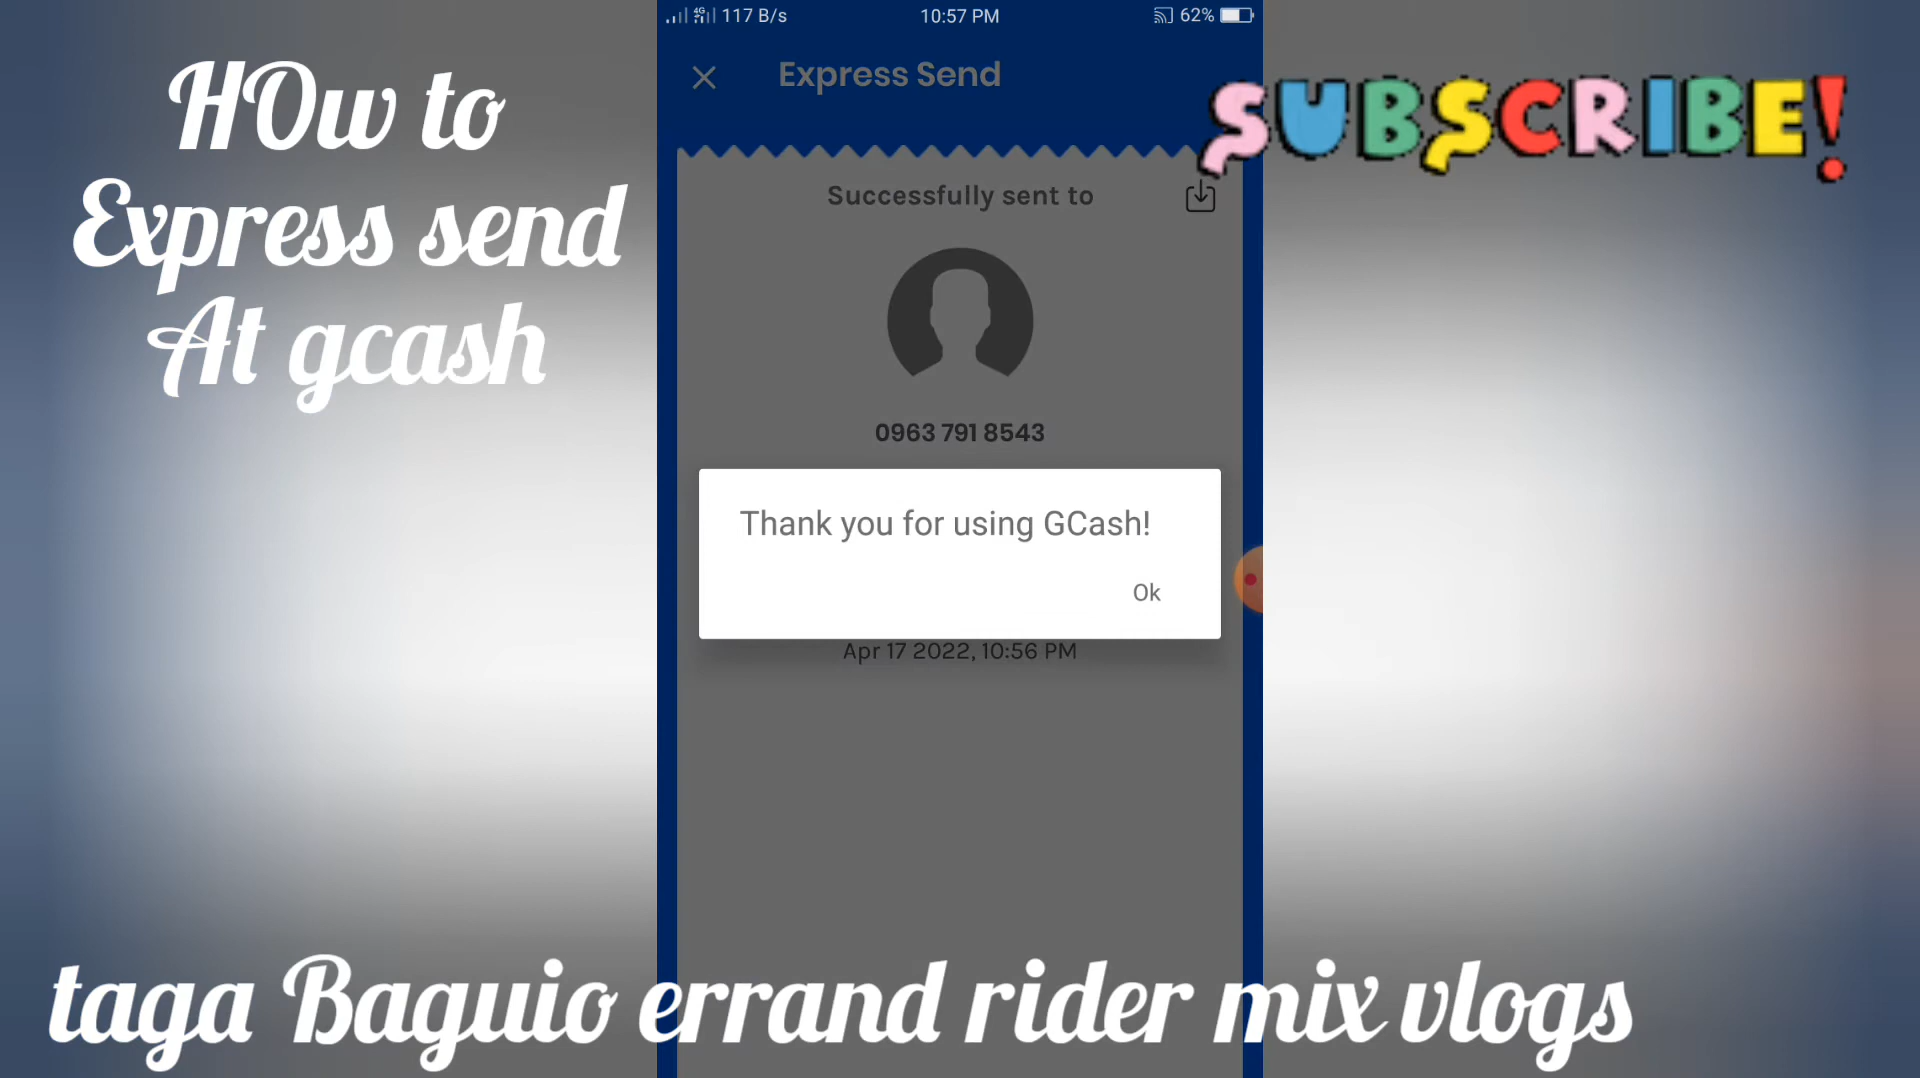 4G 117 B/s 10:57 PM 62%
HOw to
Express send
At gcash
Express Send
SUBSCRIBE!
Successfully sent to
0963 791 8543
Thank you for using GCash!
Ok
Apr 17 2022, 10:56 PM
taga Baguio errand rider mix vlogs